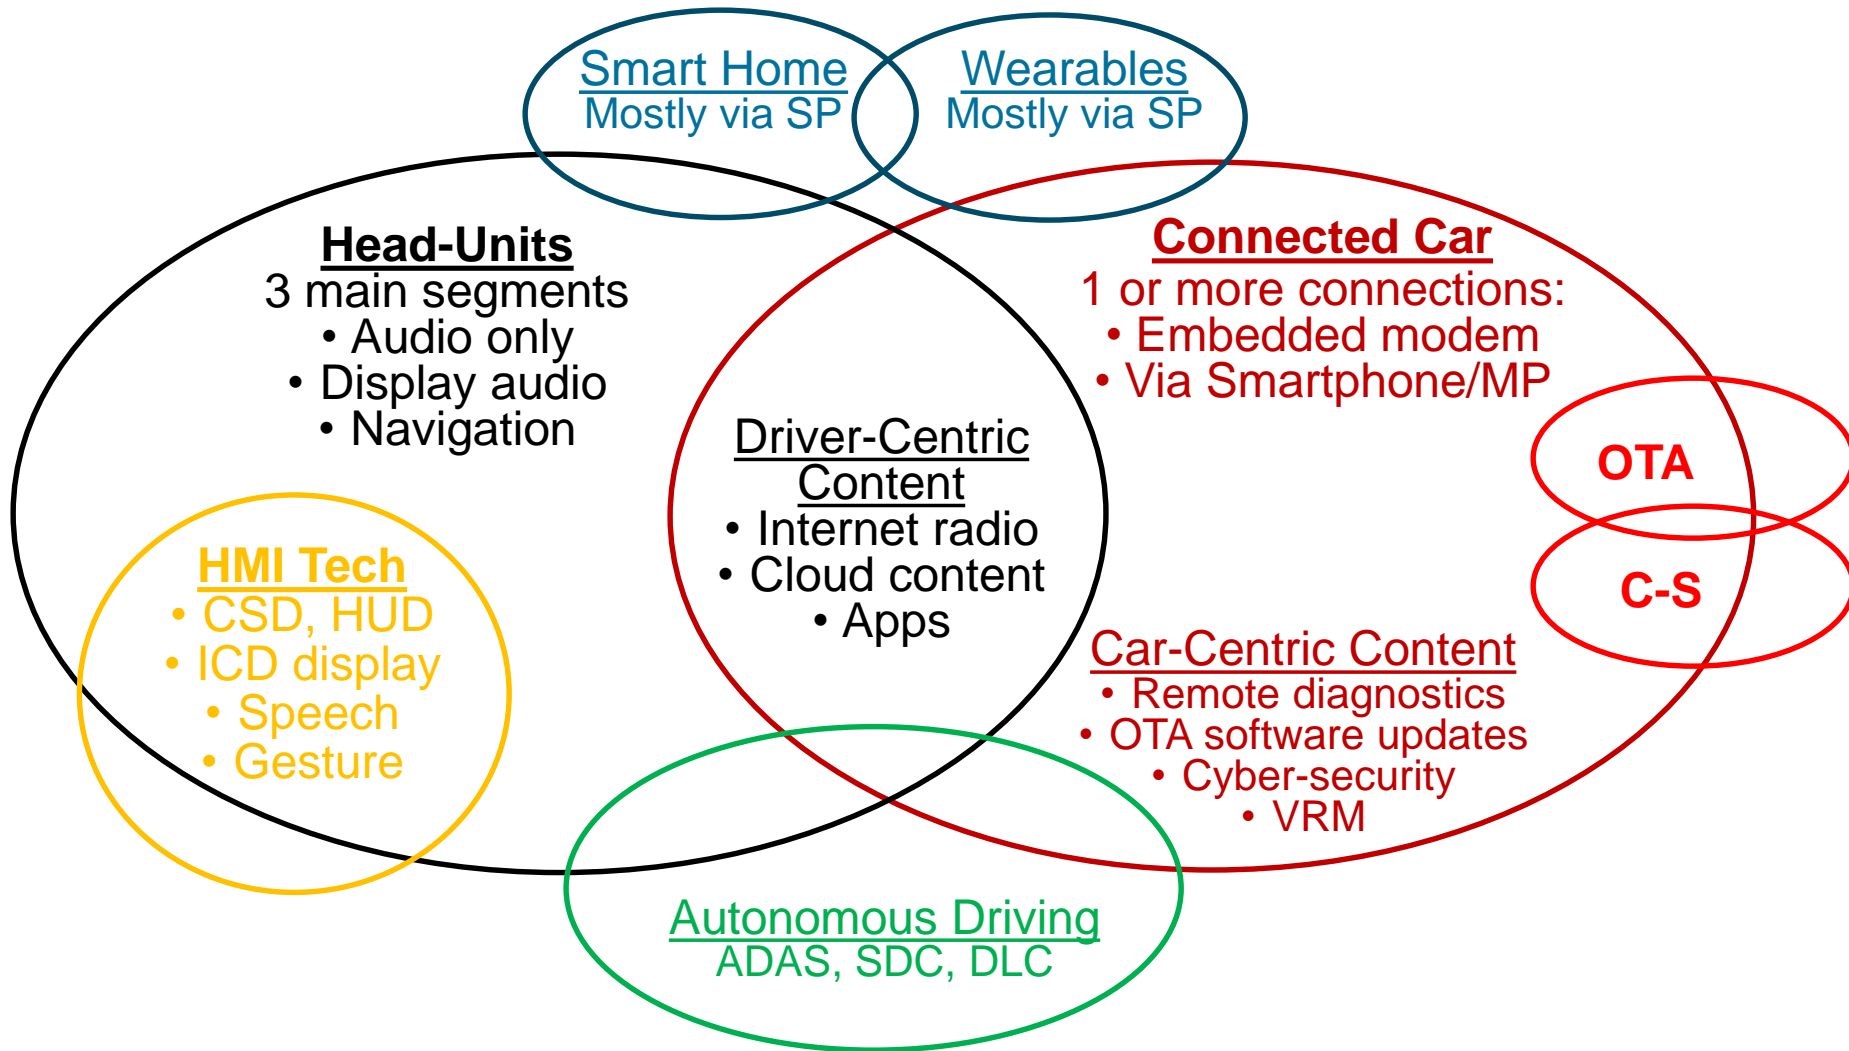 Smart Home
Mostly via SP
Wearables
Mostly via SP
Head-Units
3 main segments
• Audio only
• Display audio
• Navigation
Connected Car
1 or more connections:
• Embedded modem
• Via Smartphone/MP
Driver-Centric
Content
• Internet radio
• Cloud content
• Apps
OTA
C-S
HMI Tech
• CSD, HUD
• ICD display
• Speech
• Gesture
Car-Centric Content
• Remote diagnostics
• OTA software updates
• Cyber-security
• VRM
Autonomous Driving
ADAS, SDC, DLC